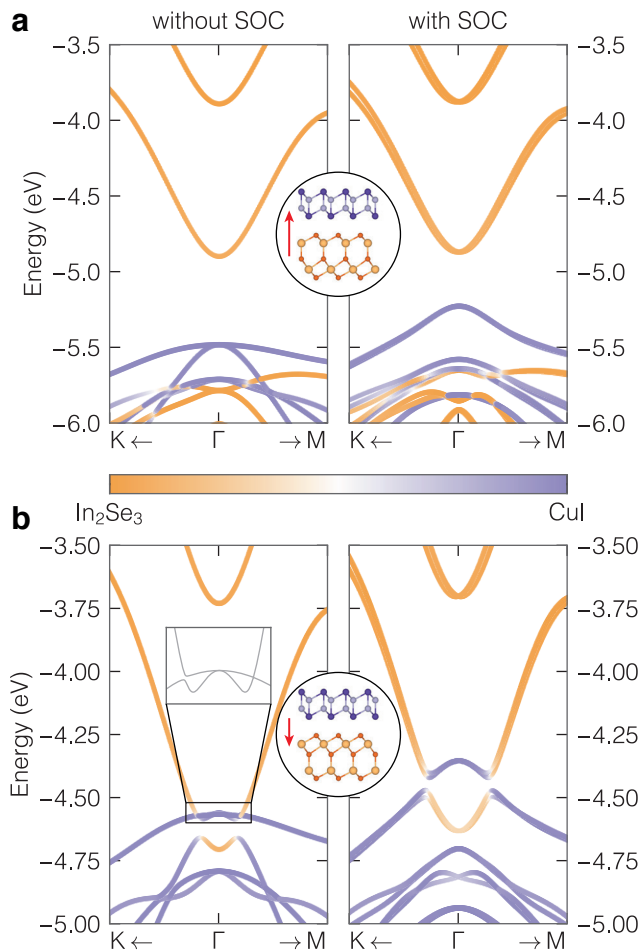 a
without SOC
with SOC
Energy (eV)
−3.5
−4.0
−4.5
−5.0
−5.5
−6.0
−3.5
−4.0
−4.5
−5.0
−5.5
−6.0
K ← Γ → M
K ← Γ → M
In₂Se₃
CuI
b
Energy (eV)
−3.50
−3.75
−4.00
−4.25
−4.50
−4.75
−5.00
−3.50
−3.75
−4.00
−4.25
−4.50
−4.75
−5.00
K ← Γ → M
K ← Γ → M